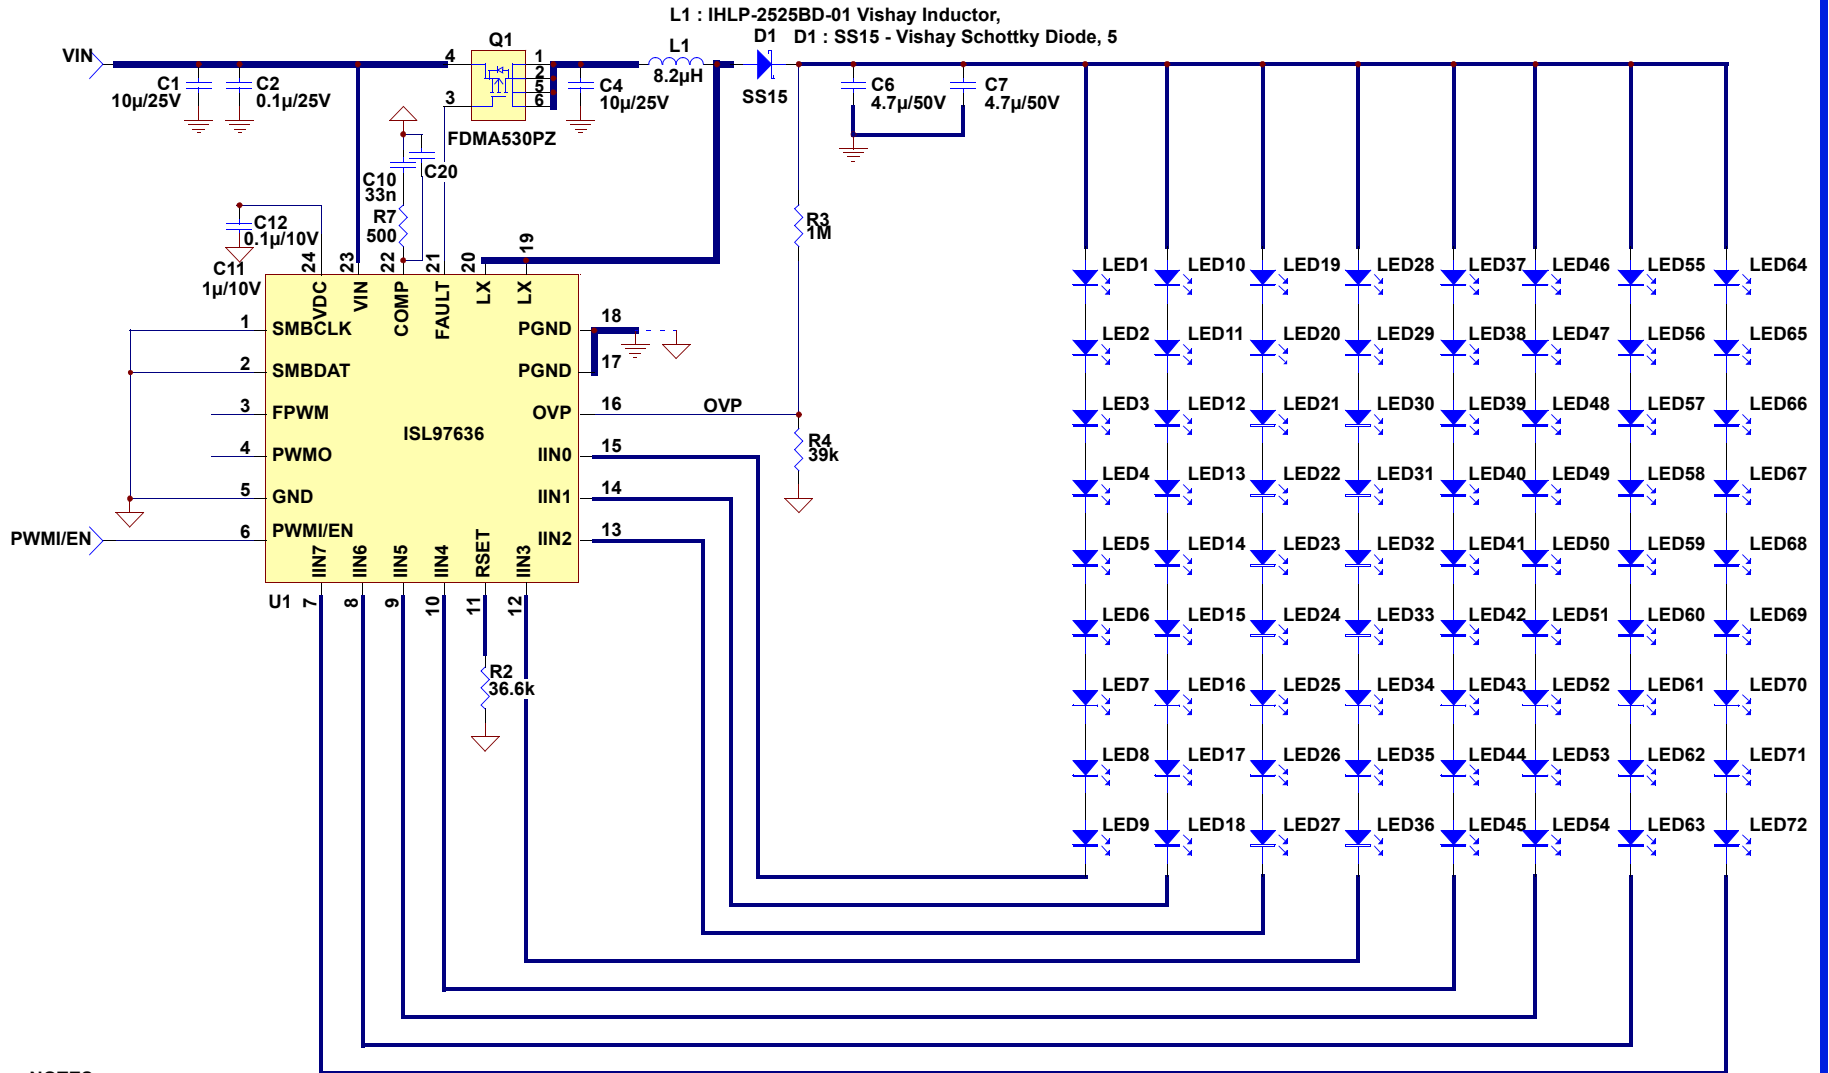 L1 : IHLP-2525BD-01 Vishay Inductor,
D1 D1 : SS15 - Vishay Schottky Diode, 5
VIN
C1
10µ/25V
C2
0.1µ/25V
Q1
4
3
1
2
5
6
FDMA530PZ
C4
10µ/25V
L1
8.2µH
SS15
C6
4.7µ/50V
C7
4.7µ/50V
C10
33n
C20
R7
500
C12
0.1µ/10V
C11
1µ/10V
R3
1M
24 23 22 21 20 19
VDC VIN COMP FAULT LX LX
1 SMBCLK
2 SMBDAT
3 FPWM
4 PWMO
5 GND
6 PWMI/EN
PWMI/EN
ISL97636
PGND 18
PGND 17
OVP 16 OVP
IIN0 15
IIN1 14
IIN2 13
R4
39k
IIN7 IIN6 IIN5 IIN4 RSET IIN3
U1 7 8 9 10 11 12
R2
36.6k
LED1 LED10 LED19 LED28 LED37 LED46 LED55 LED64
LED2 LED11 LED20 LED29 LED38 LED47 LED56 LED65
LED3 LED12 LED21 LED30 LED39 LED48 LED57 LED66
LED4 LED13 LED22 LED31 LED40 LED49 LED58 LED67
LED5 LED14 LED23 LED32 LED41 LED50 LED59 LED68
LED6 LED15 LED24 LED33 LED42 LED51 LED60 LED69
LED7 LED16 LED25 LED34 LED43 LED52 LED61 LED70
LED8 LED17 LED26 LED35 LED44 LED53 LED62 LED71
LED9 LED18 LED27 LED36 LED45 LED54 LED63 LED72